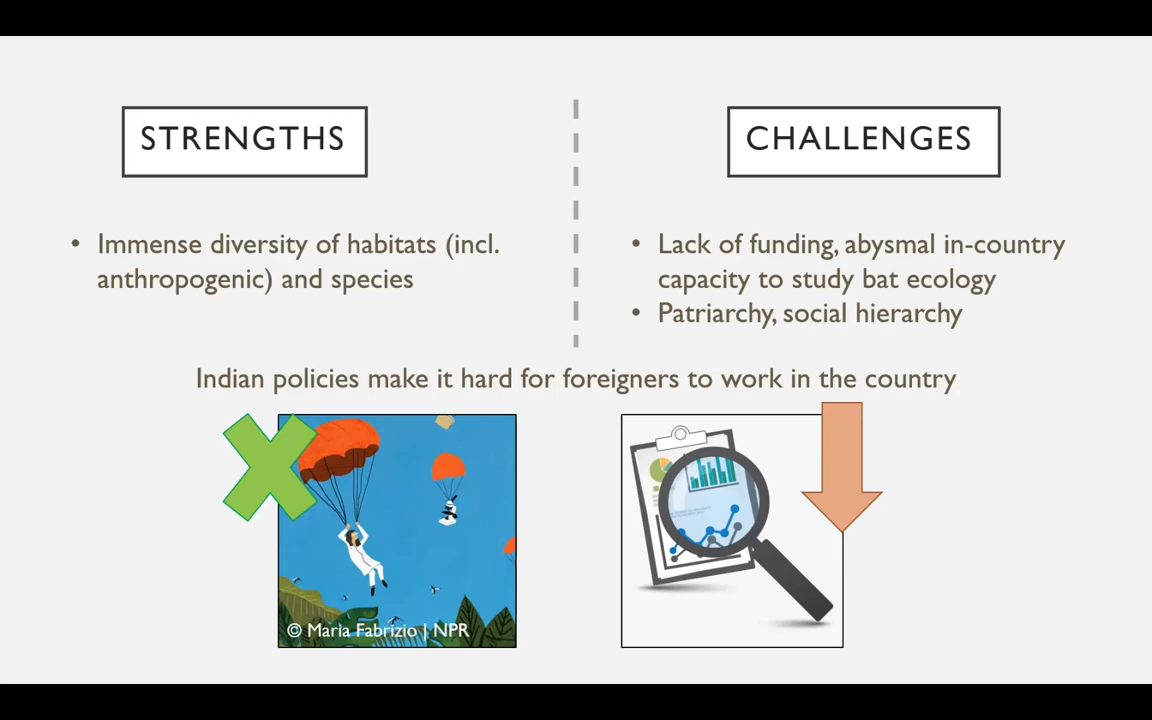 STRENGTHS
CHALLENGES
• Immense diversity of habitats (incl.
anthropogenic) and species
• Lack of funding, abysmal in-country
capacity to study bat ecology
• Patriarchy, social hierarchy
Indian policies make it hard for foreigners to work in the country
© Maria Fabrizio | NPR